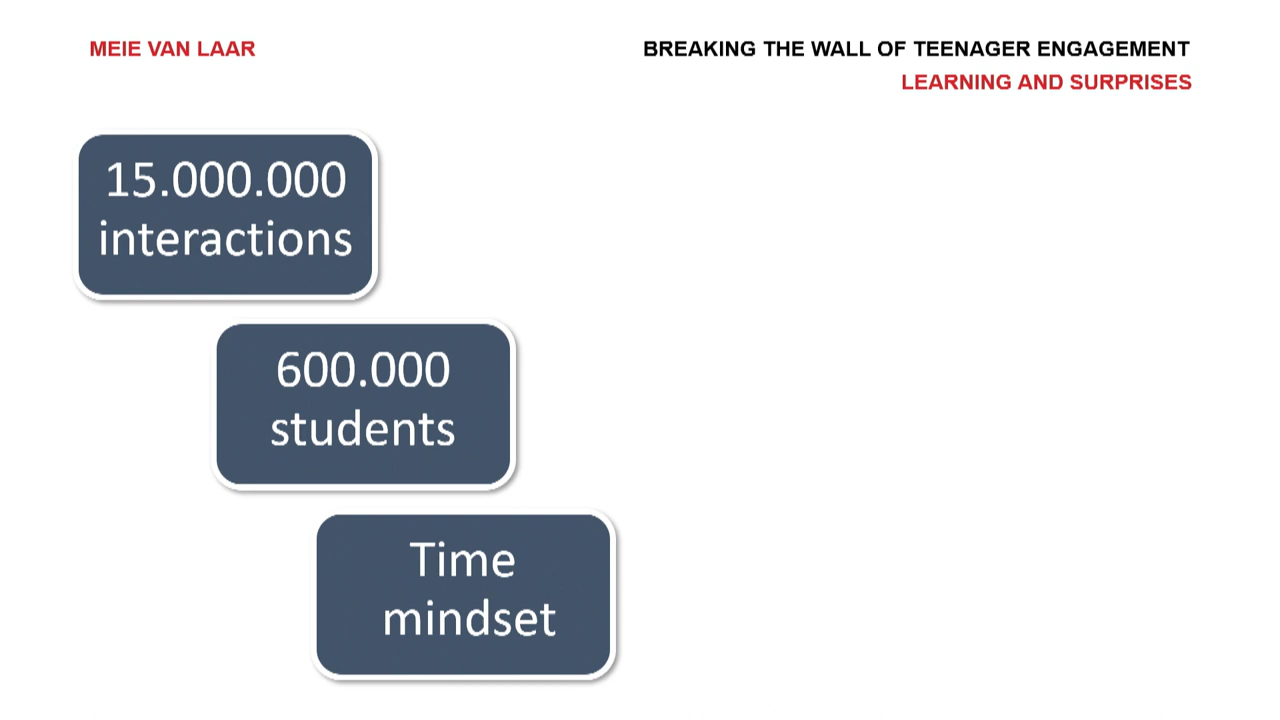 MEIE VAN LAAR
BREAKING THE WALL OF TEENAGER ENGAGEMENT
LEARNING AND SURPRISES
15.000.000
interactions
600.000
students
Time
mindset